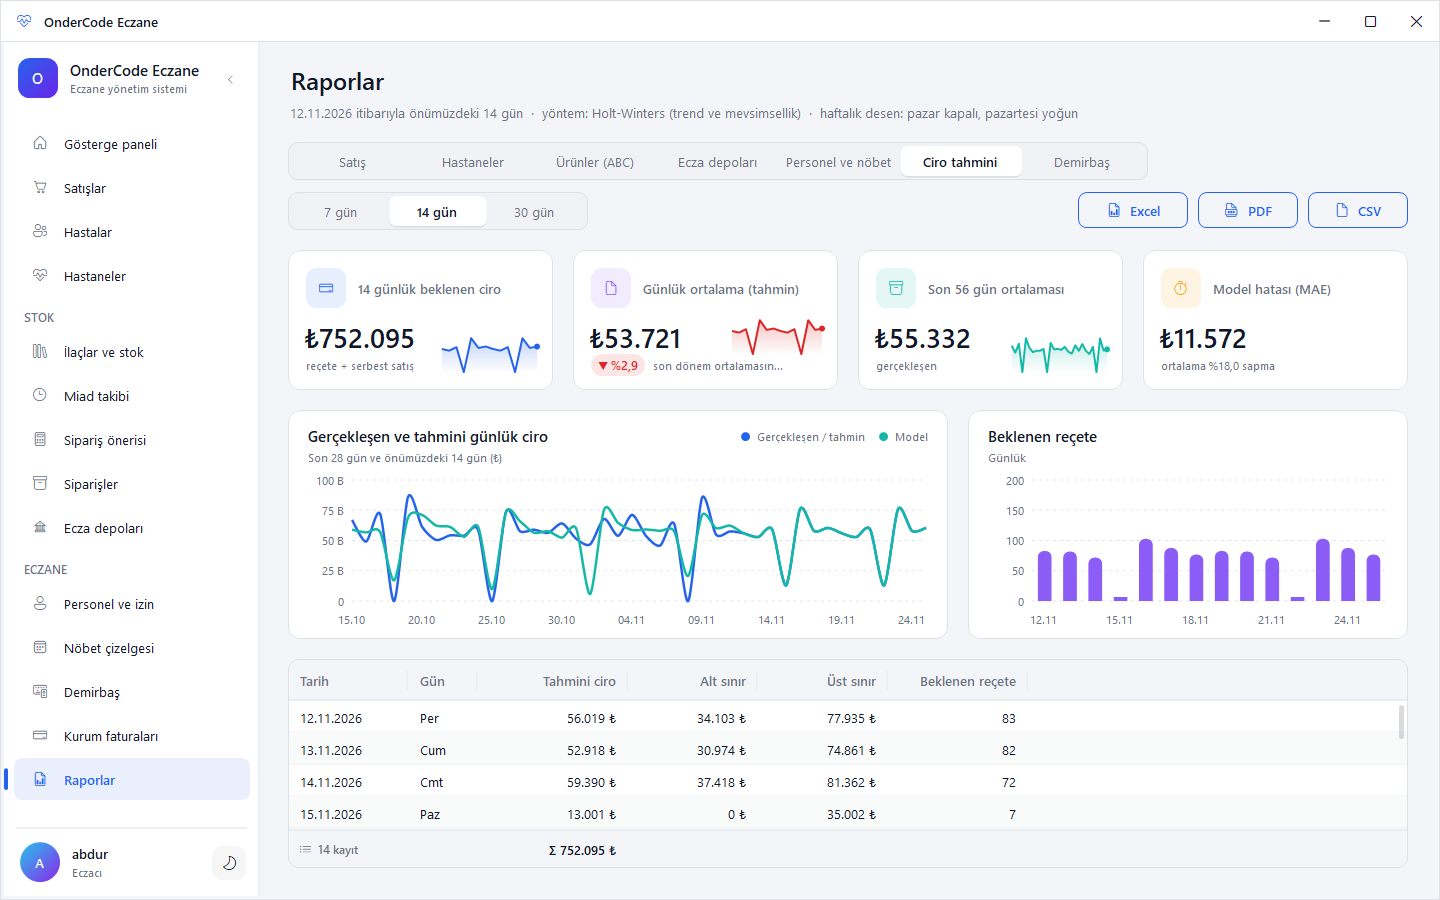 OnderCode Eczane
O
OnderCode Eczane
Eczane yönetim sistemi
Gösterge paneli
Satışlar
Hastalar
Hastaneler
STOK
İlaçlar ve stok
Miad takibi
Sipariş önerisi
Siparişler
Ecza depoları
ECZANE
Personel ve izin
Nöbet çizelgesi
Demirbaş
Kurum faturaları
Raporlar
A
abdur
Eczacı
Raporlar
12.11.2026 itibarıyla önümüzdeki 14 gün · yöntem: Holt-Winters (trend ve mevsimsellik) · haftalık desen: pazar kapalı, pazartesi yoğun
Satış Hastaneler Ürünler (ABC) Ecza depoları Personel ve nöbet Ciro tahmini Demirbaş
7 gün 14 gün 30 gün
Excel PDF CSV
14 günlük beklenen ciro
₺752.095
reçete + serbest satış
Günlük ortalama (tahmin)
₺53.721
▼ %2,9 son dönem ortalamasın...
Son 56 gün ortalaması
₺55.332
gerçekleşen
Model hatası (MAE)
₺11.572
ortalama %18,0 sapma
Gerçekleşen ve tahmini günlük ciro
Gerçekleşen / tahmin Model
Son 28 gün ve önümüzdeki 14 gün (₺)
100 B
75 B
50 B
25 B
0
15.10 20.10 25.10 30.10 04.11 09.11 14.11 19.11 24.11
Beklenen reçete
Günlük
200
150
100
50
0
12.11 15.11 18.11 21.11 24.11
Tarih Gün Tahmini ciro Alt sınır Üst sınır Beklenen reçete
12.11.2026 Per 56.019 ₺ 34.103 ₺ 77.935 ₺ 83
13.11.2026 Cum 52.918 ₺ 30.974 ₺ 74.861 ₺ 82
14.11.2026 Cmt 59.390 ₺ 37.418 ₺ 81.362 ₺ 72
15.11.2026 Paz 13.001 ₺ 0 ₺ 35.002 ₺ 7
14 kayıt Σ 752.095 ₺